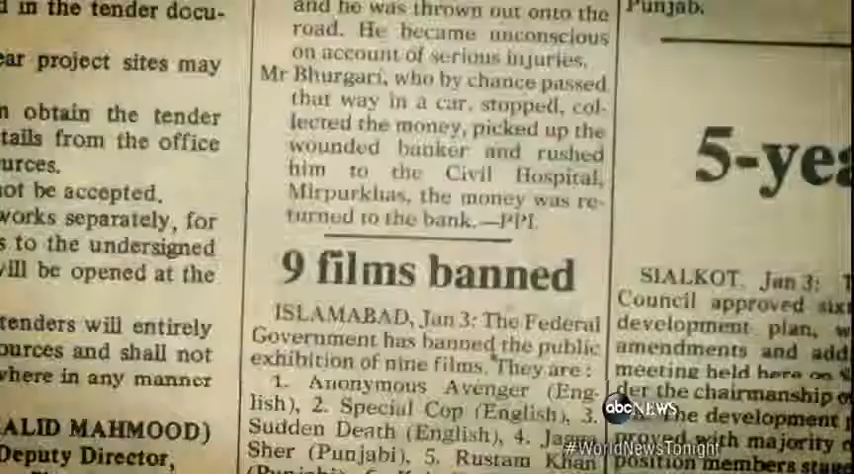 d in the tender docu-
ear project sites may
n obtain the tender
tails from the office
urces.
not be accepted.
works separately, for
s to the undersigned
vill be opened at the
tenders will entirely
ources and shall not
where in any manner
ALID MAHMOOD)
Deputy Director,
and he was thrown out onto the
road. He became unconscious
on account of serious injuries.
Mr Bhurgari, who by chance passed
that way in a car, stopped, col-
lected the money, picked up the
wounded banker and rushed
him to the Civil Hospital,
Mirpurkhas, the money was re-
turned to the bank.—PPI.
9 films banned
ISLAMABAD, Jan 3: The Federal
Government has banned the public
exhibition of nine films. They are :
1. Anonymous Avenger (Eng-
lish), 2. Special Cop (English), 3.
Sudden Death (English), 4.
Sher (Punjabi), 5. Rustam Khan
Punjab.
5-yea
SIALKOT, Jan 3: T
Council approved sixt
development plan, w
amendments and add
meeting held here on
der the chairmanship o
The development p
proved with majority o
position members stag
abc NEWS
#WorldNewsTonight